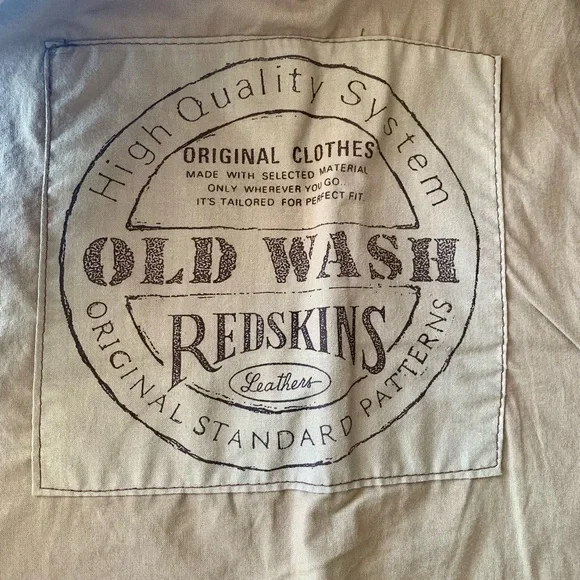 High Quality System
ORIGINAL CLOTHES
MADE WITH SELECTED MATERIAL
ONLY WHEREVER YOU GO..
IT'S TAILORED FOR PERFECT FIT.
OLD WASH
REDSKINS
Leathers
ORIGINAL STANDARD PATTERNS